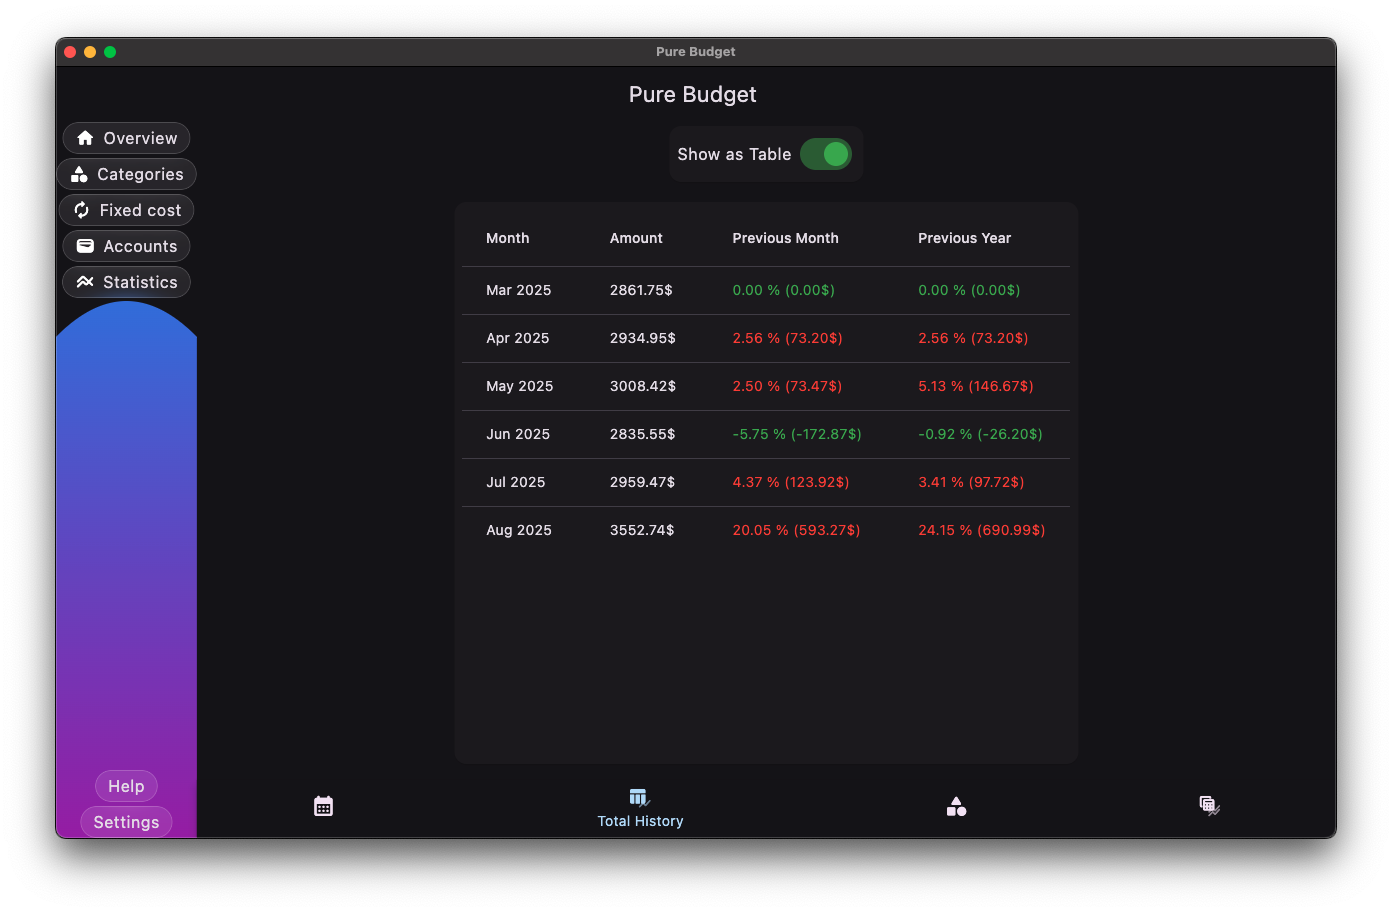 Pure Budget
Pure Budget
Overview
Categories
Fixed cost
Accounts
Statistics
Help
Settings
Show as Table
Month Amount Previous Month Previous Year
Mar 2025 2861.75$ 0.00 % (0.00$) 0.00 % (0.00$)
Apr 2025 2934.95$ 2.56 % (73.20$) 2.56 % (73.20$)
May 2025 3008.42$ 2.50 % (73.47$) 5.13 % (146.67$)
Jun 2025 2835.55$ -5.75 % (-172.87$) -0.92 % (-26.20$)
Jul 2025 2959.47$ 4.37 % (123.92$) 3.41 % (97.72$)
Aug 2025 3552.74$ 20.05 % (593.27$) 24.15 % (690.99$)
Total History